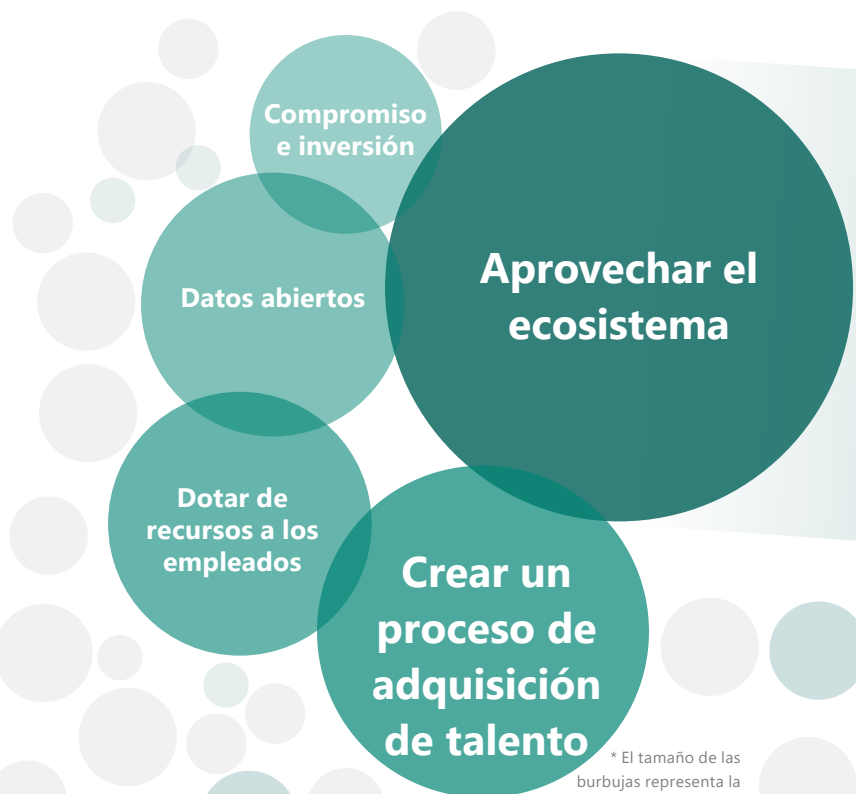 Compromiso
e inversión
Aprovechar el
ecosistema
Datos abiertos
Dotar de
recursos a los
empleados
Crear un
proceso de
adquisición
de talento
* El tamaño de las
burbujas representa la